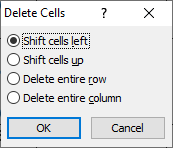 Delete Cells
Shift cells left
Shift cells up
Delete entire row
Delete entire column
OK
Cancel